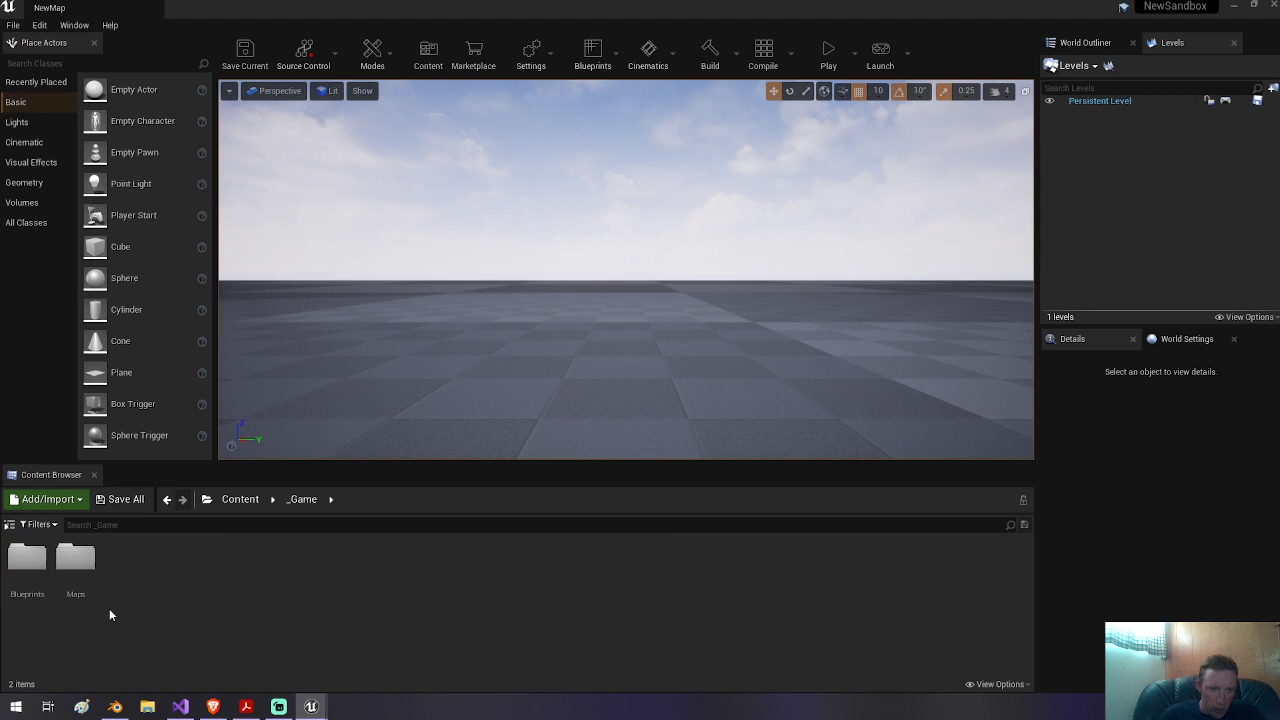 NewMap
NewSandbox
File Edit Window Help
Place Actors
Search Classes
Recently Placed
Basic
Lights
Cinematic
Visual Effects
Geometry
Volumes
All Classes
Empty Actor
Empty Character
Empty Pawn
Point Light
Player Start
Cube
Sphere
Cylinder
Cone
Plane
Box Trigger
Sphere Trigger
Save Current
Source Control
Modes
Content
Marketplace
Settings
Blueprints
Cinematics
Build
Compile
Play
Launch
Perspective
Lit
Show
10
10°
0.25
4
Z
Y
World Outliner
Levels
Levels
Search Levels
Persistent Level
1 levels
View Options
Details
World Settings
Select an object to view details.
Content Browser
Add/Import
Save All
Content
_Game
Filters
Search _Game
Blueprints
Maps
2 items
View Options